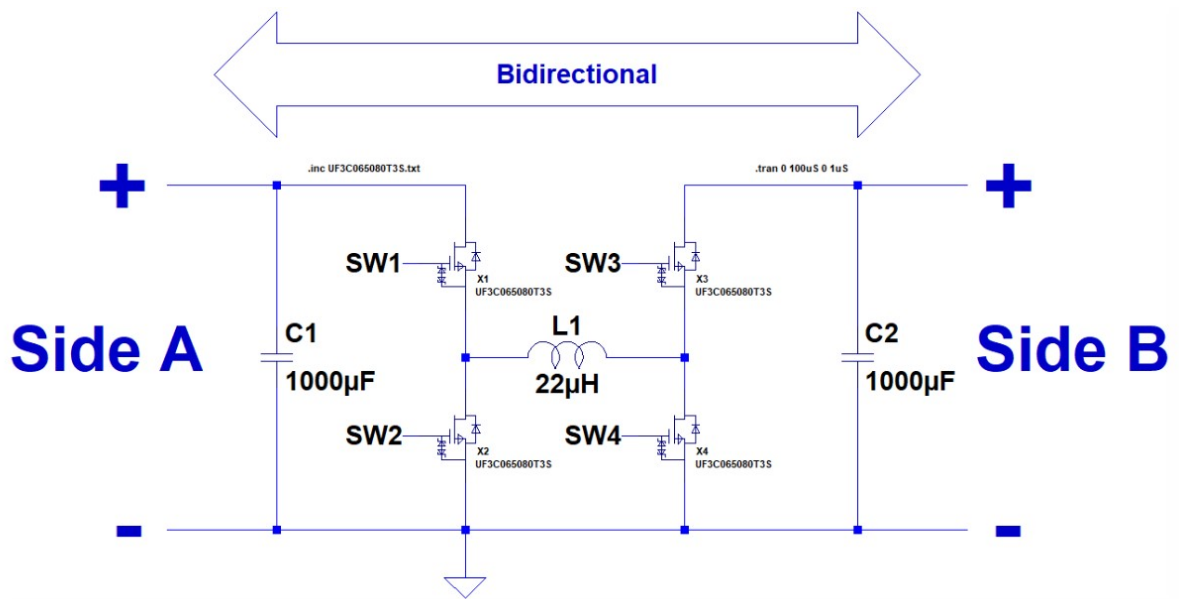 Bidirectional
+
.inc UF3C065080T3S.txt
.tran 0 100uS 0 1uS
+
SW1
X1
UF3C065080T3S
SW3
X3
UF3C065080T3S
Side A
C1
1000µF
L1
22µH
C2
1000µF
Side B
SW2
X2
UF3C065080T3S
SW4
X4
UF3C065080T3S
-
-